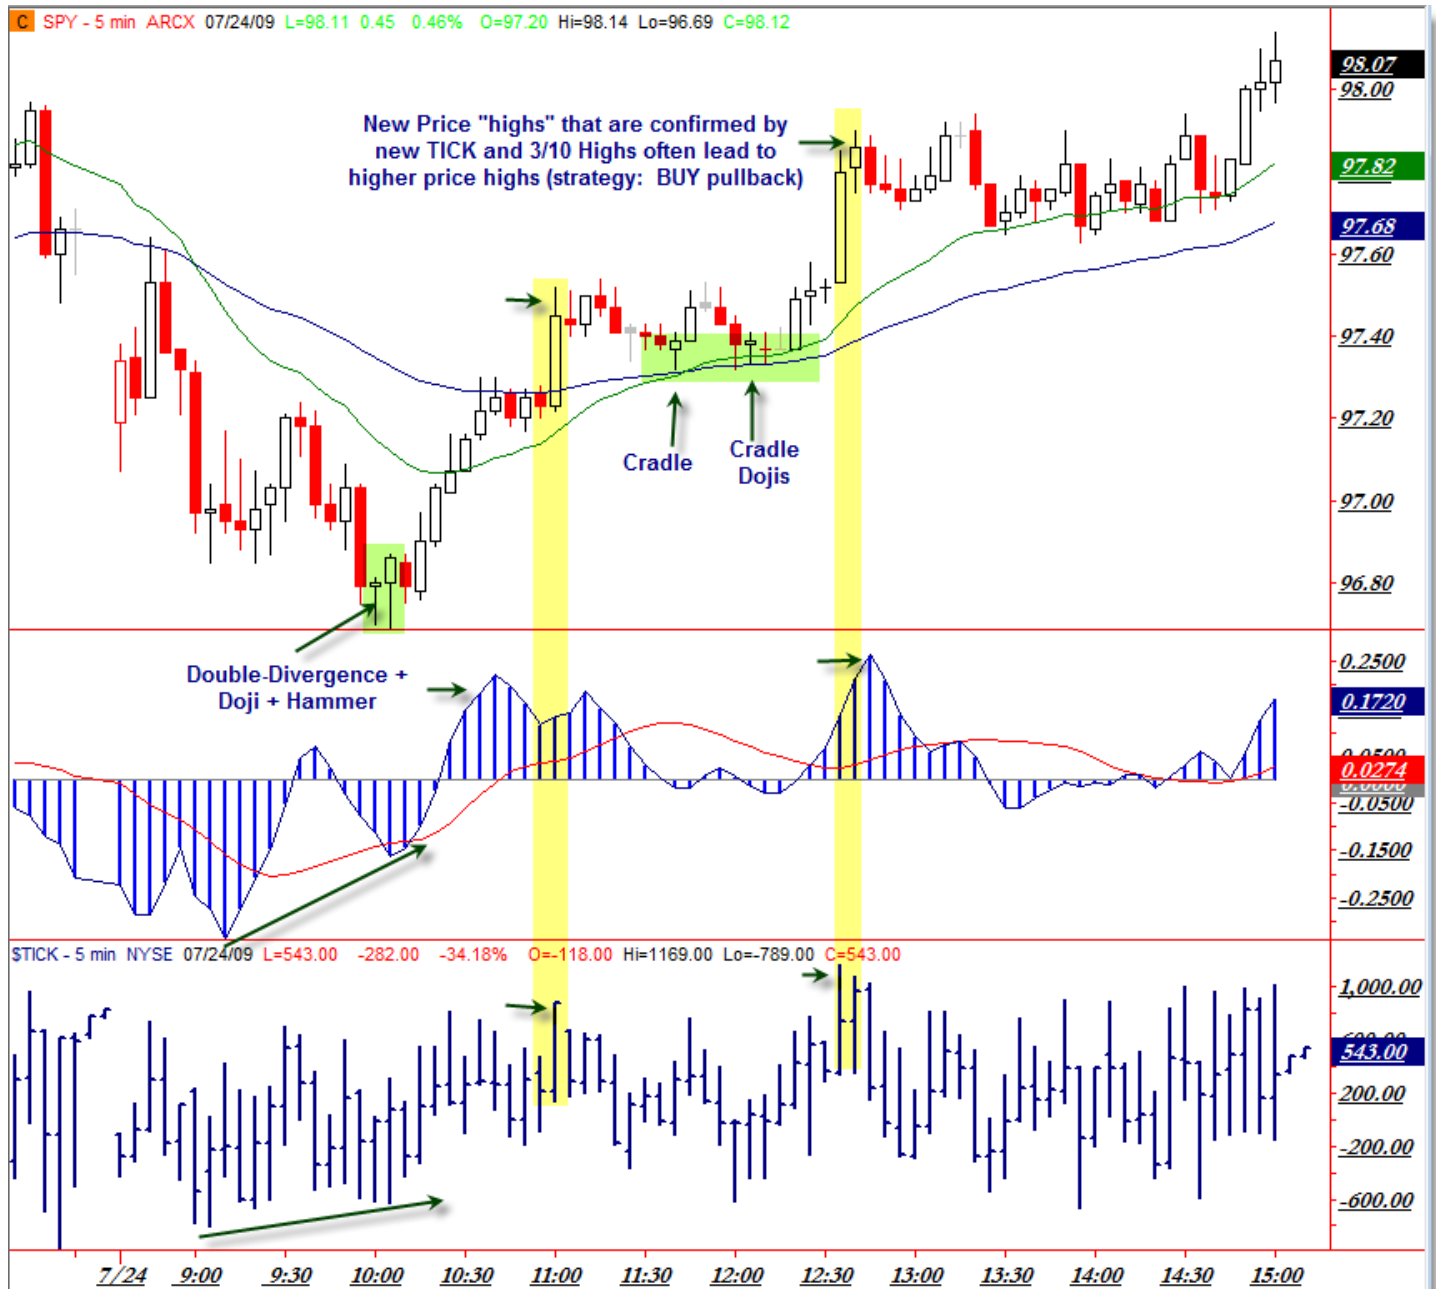 C SPY - 5 min ARCX 07/24/09 L=98.11 0.45 0.46% O=97.20 Hi=98.14 Lo=96.69 C=98.12
98.07
98.00
New Price "highs" that are confirmed by
new TICK and 3/10 Highs often lead to
higher price highs (strategy: BUY pullback)
97.82
97.68
97.60
97.40
97.20
Cradle
Cradle
Dojis
97.00
96.80
Double-Divergence +
Doji + Hammer
0.2500
0.1720
0.0500
0.0274
0.0000
-0.0500
-0.1500
-0.2500
$TICK - 5 min NYSE 07/24/09 L=543.00 -282.00 -34.18% O=-118.00 Hi=1169.00 Lo=-789.00 C=543.00
1,000.00
543.00
200.00
-200.00
-600.00
7/24 9:00 9:30 10:00 10:30 11:00 11:30 12:00 12:30 13:00 13:30 14:00 14:30 15:00